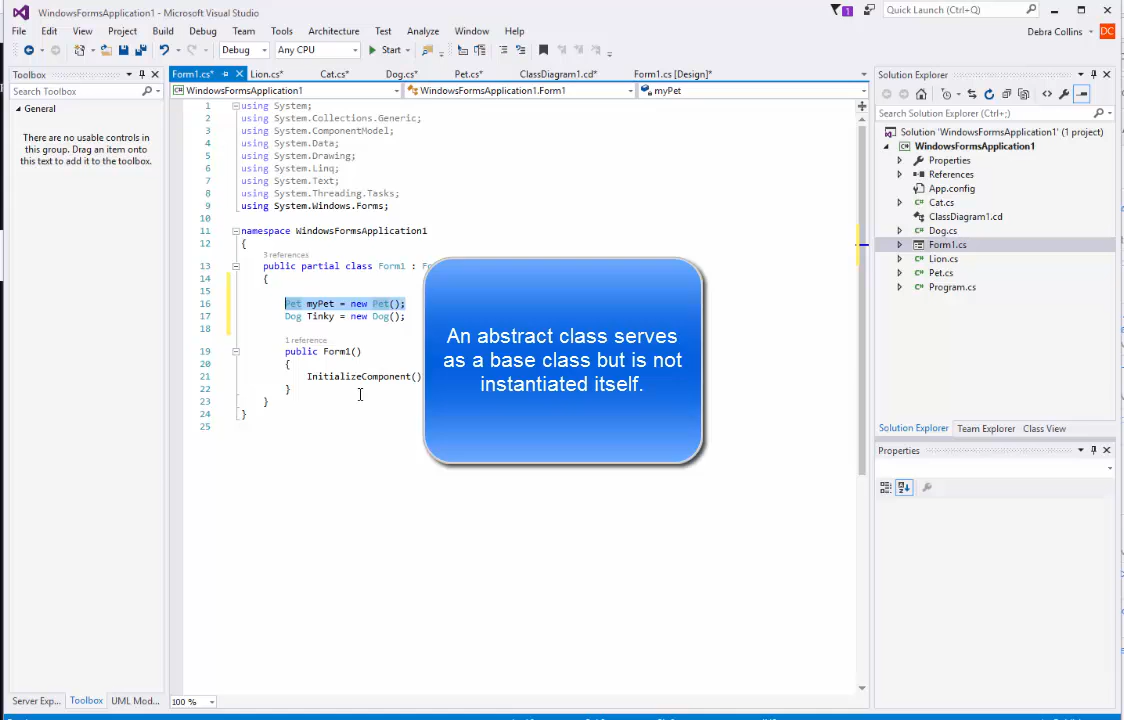 WindowsFormsApplication1 - Microsoft Visual Studio
1
Quick Launch (Ctrl+Q)
File Edit View Project Build Debug Team Tools Architecture Test Analyze Window Help
Debra Collins
DC
Debug Any CPU Start
Toolbox
Form1.cs* Lion.cs* Cat.cs* Dog.cs* Pet.cs* ClassDiagram1.cd* Form1.cs [Design]*
Search Toolbox
WindowsFormsApplication1 WindowsFormsApplication1.Form1 myPet
General
There are no usable controls in
this group. Drag an item onto
this text to add it to the toolbox.
1 using System;
2 using System.Collections.Generic;
3 using System.ComponentModel;
4 using System.Data;
5 using System.Drawing;
6 using System.Linq;
7 using System.Text;
8 using System.Threading.Tasks;
9 using System.Windows.Forms;
10
11 namespace WindowsFormsApplication1
12 {
3 references
13 public partial class Form1 :
14 {
15
16 Pet myPet = new Pet();
17 Dog Tinky = new Dog();
18
1 reference
19 public Form1()
20 {
21 InitializeComponent()
22 }
23 }
24 }
25
An abstract class serves
as a base class but is not
instantiated itself.
Solution Explorer
Search Solution Explorer (Ctrl+;)
Solution 'WindowsFormsApplication1' (1 project)
WindowsFormsApplication1
Properties
References
App.config
Cat.cs
ClassDiagram1.cd
Dog.cs
Form1.cs
Lion.cs
Pet.cs
Program.cs
Solution Explorer Team Explorer Class View
Properties
Server Exp... Toolbox UML Mod...
100 %